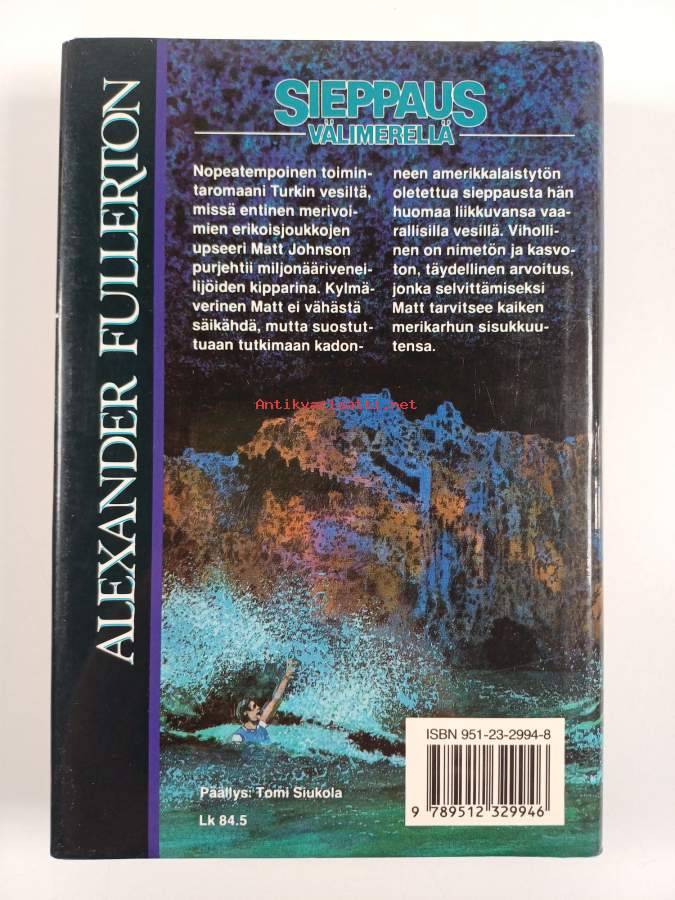 ALEXANDER FULLERTON
SIEPPAUS
VÄLIMERELLÄ
Nopeatempoinen toimin-
taromaani Turkin vesiltä,
missä entinen merivoi-
mien erikoisjoukkojen
upseeri Matt Johnson
purjehtii miljonääriveneі-
lijöiden kipparina. Kylmä-
verinen Matt ei vähästä
säikähdä, mutta suostut-
tuaan tutkimaan kadon-
neen amerikkalaistytön
oletettua sieppausta hän
huomaa liikkuvansa vaa-
rallisilla vesillä. Viholli-
nen on nimetön ja kasvo-
ton, täydellinen arvoitus,
jonka selvittämiseksi
Matt tarvitsee kaiken
merikarhun sisukkuu-
tensa.
Antikvariaatti.net
ISBN 951-23-2994-8
9 789512 329946
Päällys: Tomi Siukola
Lk 84.5